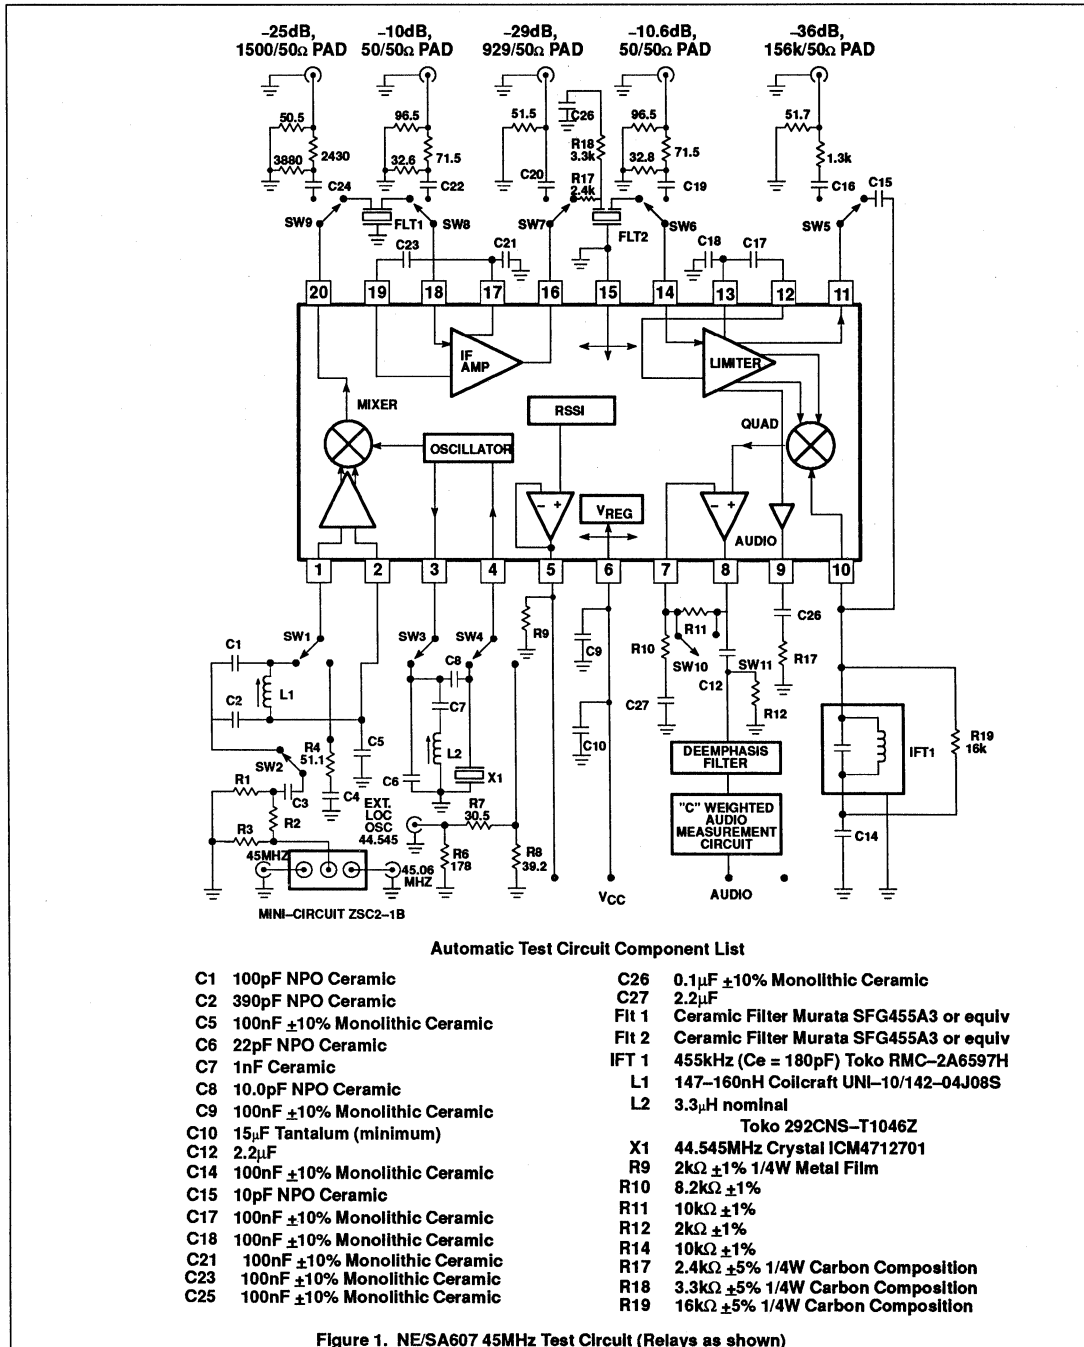 –25dB, –10dB, –29dB, –10.6dB, –36dB,
1500/50Ω PAD 50/50Ω PAD 929/50Ω PAD 50/50Ω PAD 156k/50Ω PAD
50.5 96.5 51.5 C26 96.5 51.7
R18
3.3k
3880 2430 32.6 71.5 32.8 71.5 1.3k
C24 C22 C20 R17
2.4k C19 C16 C15
SW9 FLT1 SW8 SW7 FLT2 SW6 SW5
C23 C21 C18 C17
20 19 18 17 16 15 14 13 12 11
IF
AMP
LIMITER
MIXER
RSSI
QUAD
OSCILLATOR
– +
VREG
– +
AUDIO
1 2 3 4 5 6 7 8 9 10
C1 SW1 SW3 SW4 R9 C9 R10 R11 C26
C8 SW10 SW11 R17
C2 L1 C7 C27 C12 R12
R4
51.1
C5 L2 C10 IFT1 R19
16k
SW2 C6 X1
DEEMPHASIS
FILTER
R1 C3 C4
R2
EXT.
LOC
OSC
44.545
R7
30.5
"C" WEIGHTED
AUDIO
MEASUREMENT
CIRCUIT
C14
R3
R6
178
R8
39.2
45MHZ 45.06
MHZ
VCC AUDIO
MINI–CIRCUIT ZSC2–1B
Automatic Test Circuit Component List
C1 100pF NPO Ceramic
C2 390pF NPO Ceramic
C5 100nF ±10% Monolithic Ceramic
C6 22pF NPO Ceramic
C7 1nF Ceramic
C8 10.0pF NPO Ceramic
C9 100nF ±10% Monolithic Ceramic
C10 15µF Tantalum (minimum)
C12 2.2µF
C14 100nF ±10% Monolithic Ceramic
C15 10pF NPO Ceramic
C17 100nF ±10% Monolithic Ceramic
C18 100nF ±10% Monolithic Ceramic
C21 100nF ±10% Monolithic Ceramic
C23 100nF ±10% Monolithic Ceramic
C25 100nF ±10% Monolithic Ceramic
C26 0.1µF ±10% Monolithic Ceramic
C27 2.2µF
Flt 1 Ceramic Filter Murata SFG455A3 or equiv
Flt 2 Ceramic Filter Murata SFG455A3 or equiv
IFT 1 455kHz (Ce = 180pF) Toko RMC–2A6597H
L1 147–160nH Coilcraft UNI–10/142–04J08S
L2 3.3µH nominal
Toko 292CNS–T1046Z
X1 44.545MHz Crystal ICM4712701
R9 2kΩ ±1% 1/4W Metal Film
R10 8.2kΩ ±1%
R11 10kΩ ±1%
R12 2kΩ ±1%
R14 10kΩ ±1%
R17 2.4kΩ ±5% 1/4W Carbon Composition
R18 3.3kΩ ±5% 1/4W Carbon Composition
R19 16kΩ ±5% 1/4W Carbon Composition
Figure 1. NE/SA607 45MHz Test Circuit (Relays as shown)